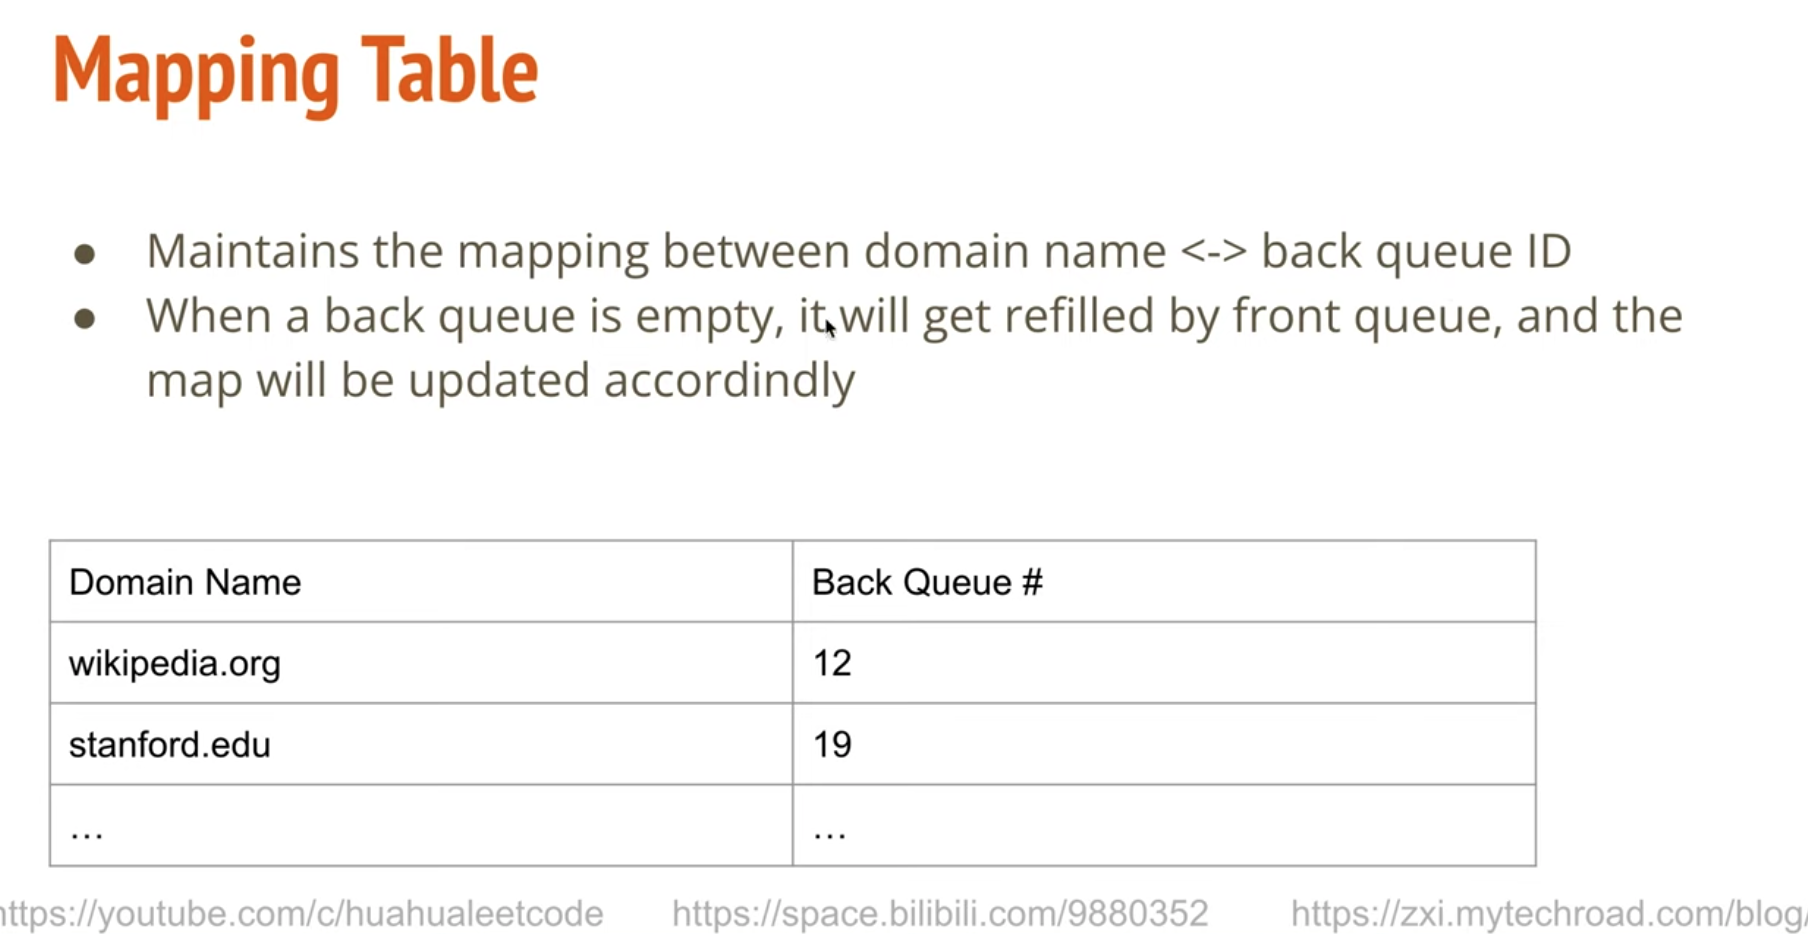 Mapping Table
● Maintains the mapping between domain name <-> back queue ID
● When a back queue is empty, it will get refilled by front queue, and the
map will be updated accordindly
Domain Name Back Queue #
wikipedia.org 12
stanford.edu 19
... ...
ttps://youtube.com/c/huahualeetcode https://space.bilibili.com/9880352 https://zxi.mytechroad.com/blog/